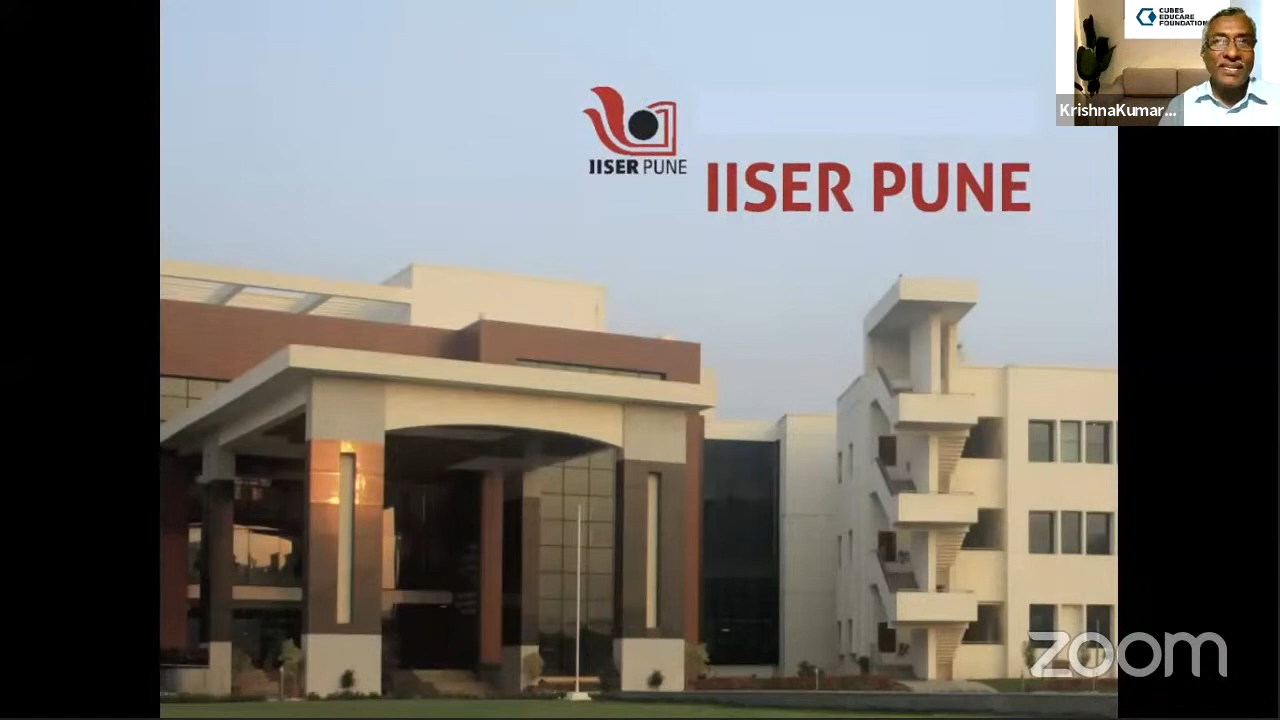 CUBES
EDUCARE
FOUNDATION
KrishnaKumar...
IISER PUNE
IISER PUNE
zoom